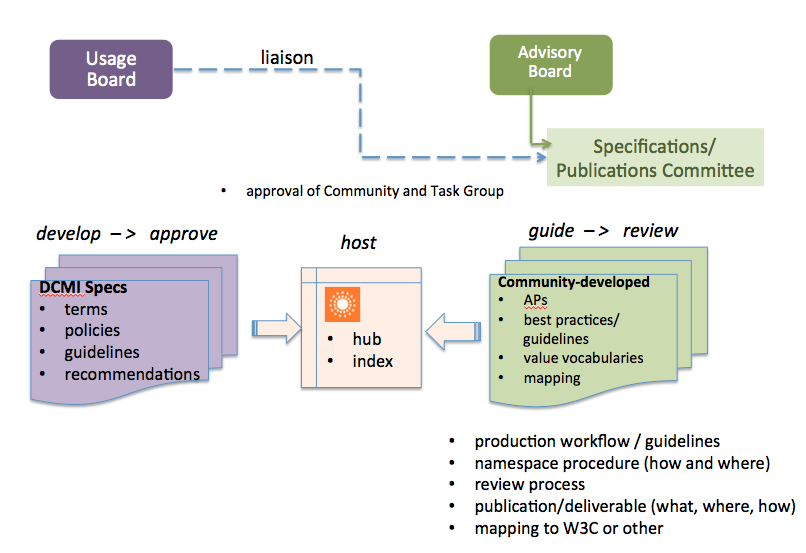 Usage
Board
liaison
Advisory
Board
Specifications/
Publications Committee
• approval of Community and Task Group
develop –> approve
host
guide –> review
DCMI Specs
• terms
• policies
• guidelines
• recommendations
• hub
• index
Community-developed
• APs
• best practices/
guidelines
• value vocabularies
• mapping
• production workflow / guidelines
• namespace procedure (how and where)
• review process
• publication/deliverable (what, where, how)
• mapping to W3C or other